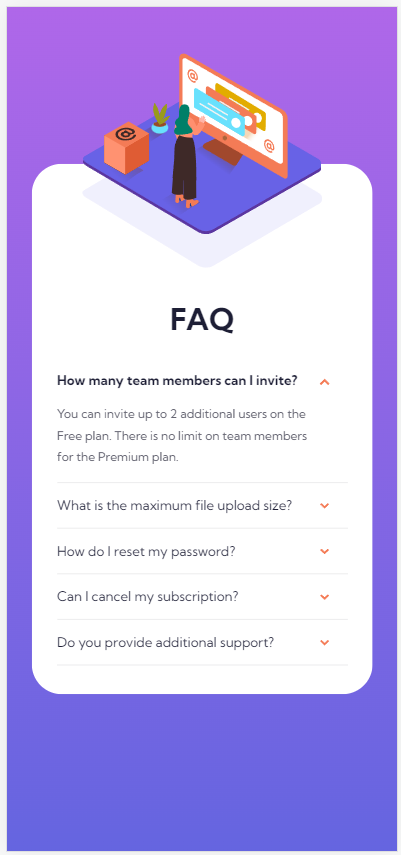 FAQ
How many team members can I invite?
You can invite up to 2 additional users on the
Free plan. There is no limit on team members
for the Premium plan.
What is the maximum file upload size?
How do I reset my password?
Can I cancel my subscription?
Do you provide additional support?